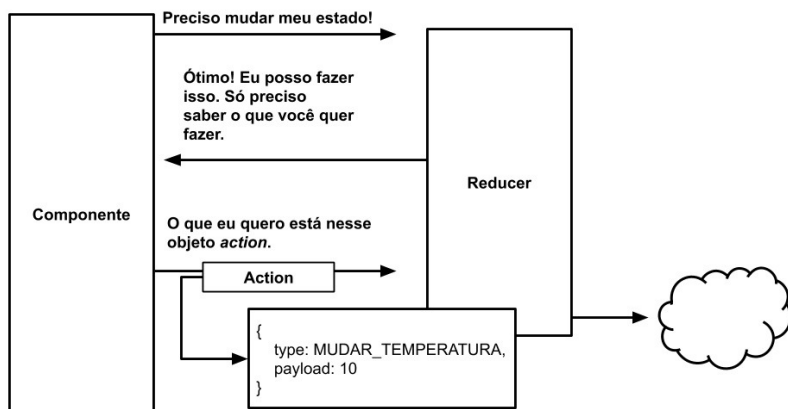 Preciso mudar meu estado!
Ótimo! Eu posso fazer
isso. Só preciso
saber o que você quer
fazer.
Componente
Reducer
O que eu quero está nesse
objeto action.
Action
{
type: MUDAR_TEMPERATURA,
payload: 10
}